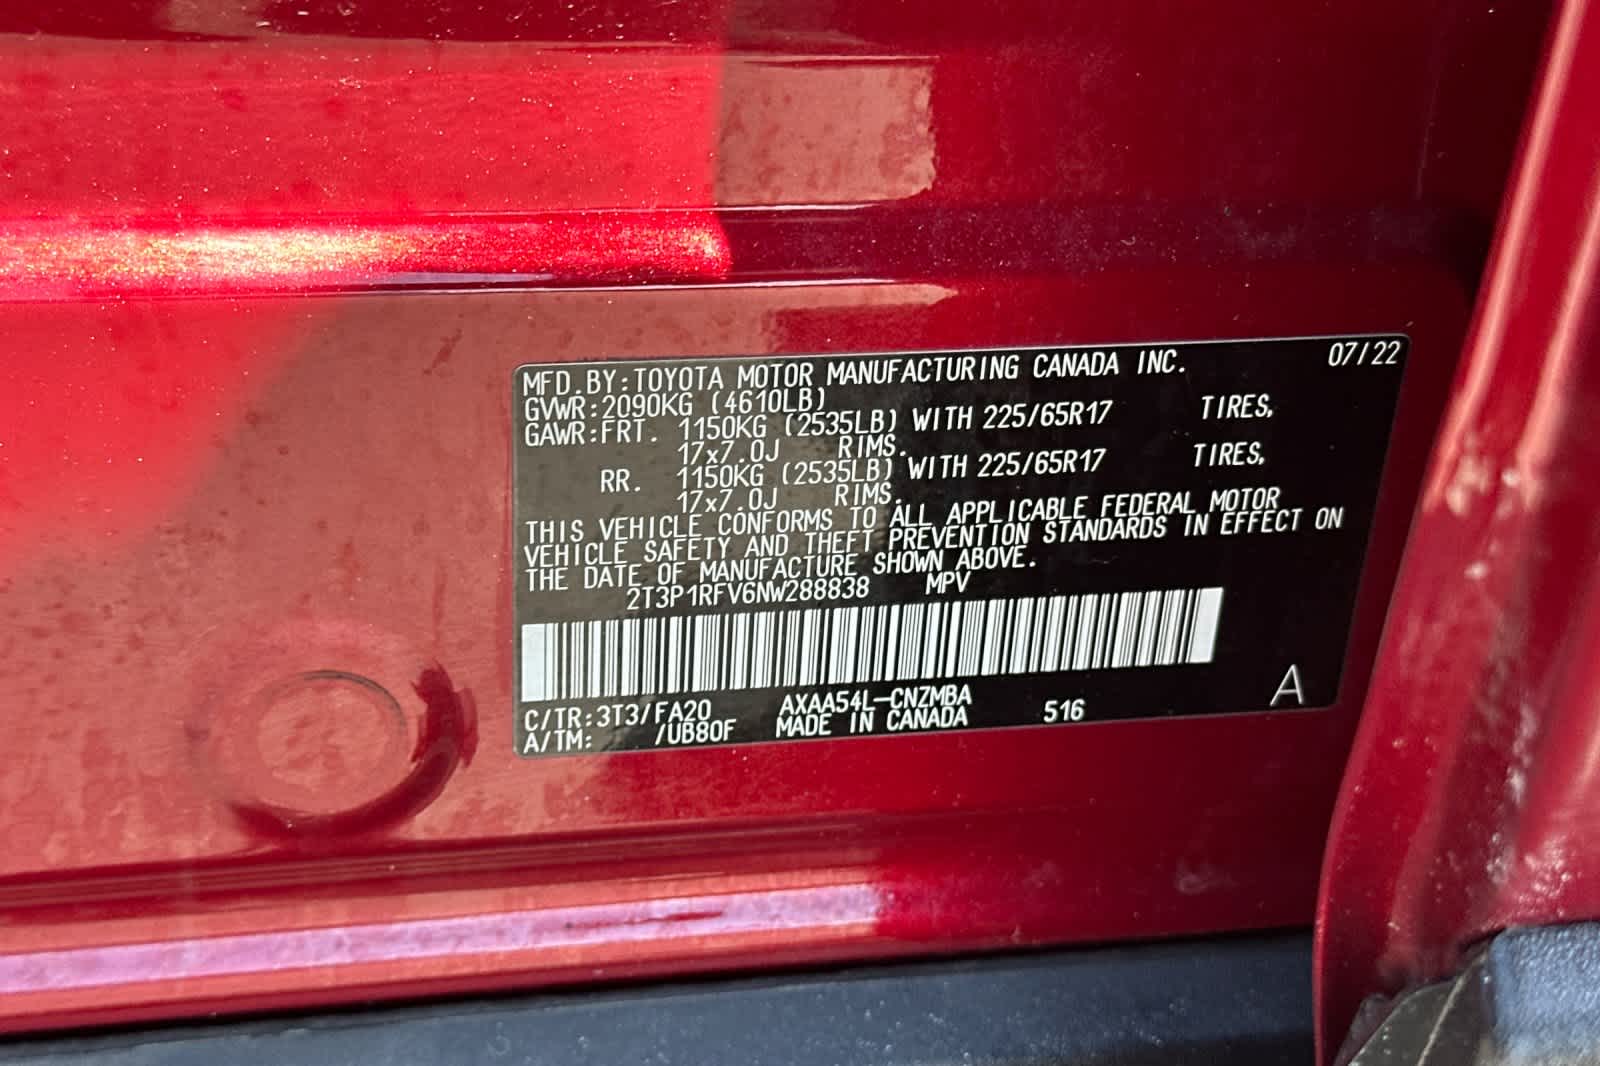 MFD.BY:TOYOTA MOTOR MANUFACTURING CANADA INC. 07/22
GVWR:2090KG (4610LB)
GAWR:FRT. 1150KG (2535LB) WITH 225/65R17 TIRES,
17x7.0J RIMS.
RR. 1150KG (2535LB) WITH 225/65R17 TIRES,
17x7.0J RIMS.
THIS VEHICLE CONFORMS TO ALL APPLICABLE FEDERAL MOTOR
VEHICLE SAFETY AND THEFT PREVENTION STANDARDS IN EFFECT ON
THE DATE OF MANUFACTURE SHOWN ABOVE.
2T3P1RFV6NW288838 MPV
C/TR:3T3/FA20 AXAA54L-CNZMBA 516 A
A/TM: /UB80F MADE IN CANADA